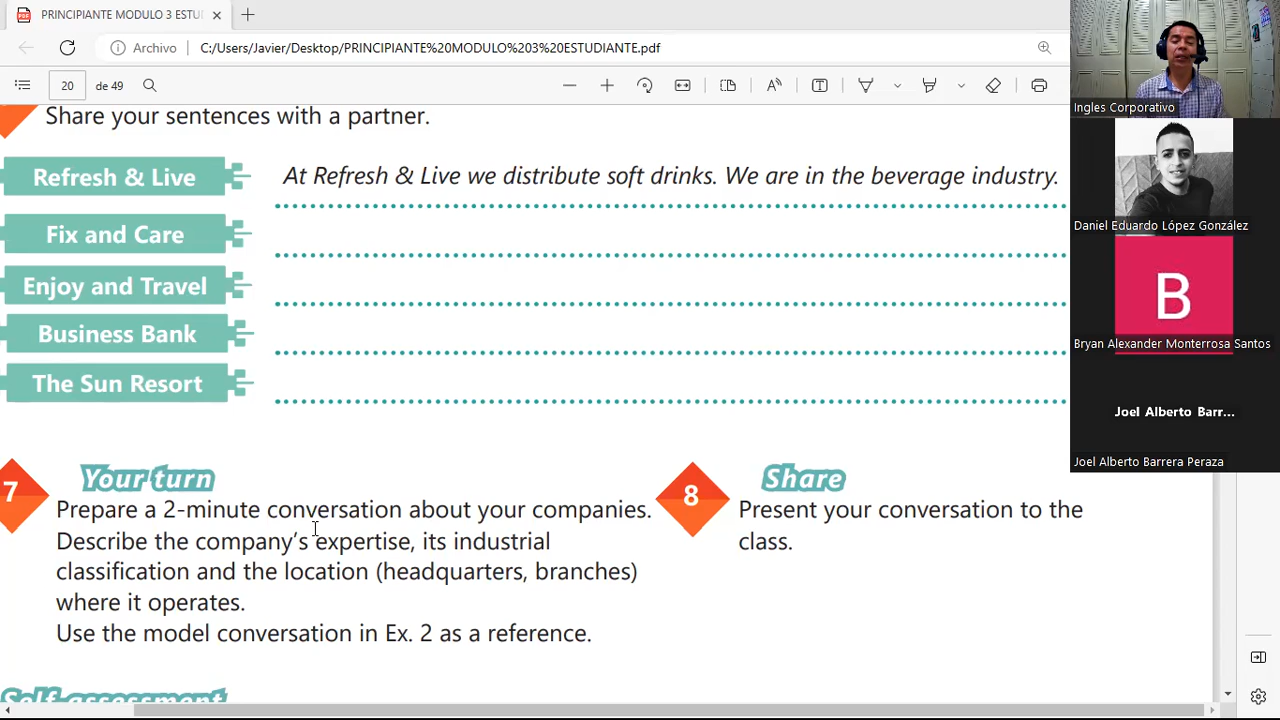 PRINCIPIANTE MODULO 3 ESTU
Archivo
C:/Users/Javier/Desktop/PRINCIPIANTE%20MODULO%203%20ESTUDIANTE.pdf
20
de 49
Share your sentences with a partner.
Refresh & Live
At Refresh & Live we distribute soft drinks. We are in the beverage industry.
Fix and Care
Enjoy and Travel
Business Bank
The Sun Resort
7
Your turn
Prepare a 2-minute conversation about your companies.
Describe the company's expertise, its industrial
classification and the location (headquarters, branches)
where it operates.
Use the model conversation in Ex. 2 as a reference.
8
Share
Present your conversation to the
class.
Self-assessment
Ingles Corporativo
Daniel Eduardo López González
B
Bryan Alexander Monterrosa Santos
Joel Alberto Barr...
Joel Alberto Barrera Peraza